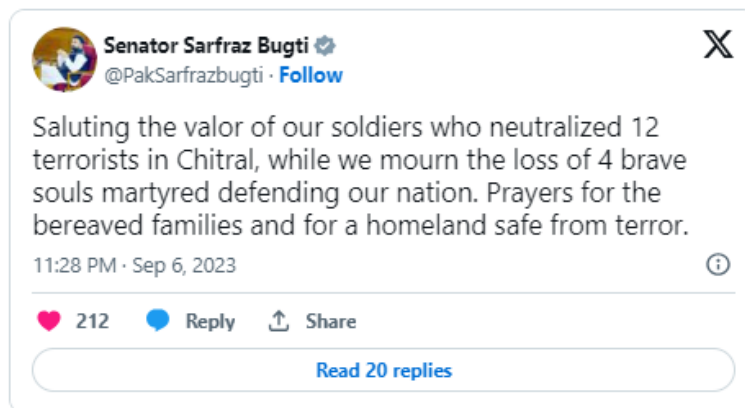 Senator Sarfraz Bugti
@PakSarfrazbugti · Follow
Saluting the valor of our soldiers who neutralized 12
terrorists in Chitral, while we mourn the loss of 4 brave
souls martyred defending our nation. Prayers for the
bereaved families and for a homeland safe from terror.
11:28 PM · Sep 6, 2023
212 Reply Share
Read 20 replies